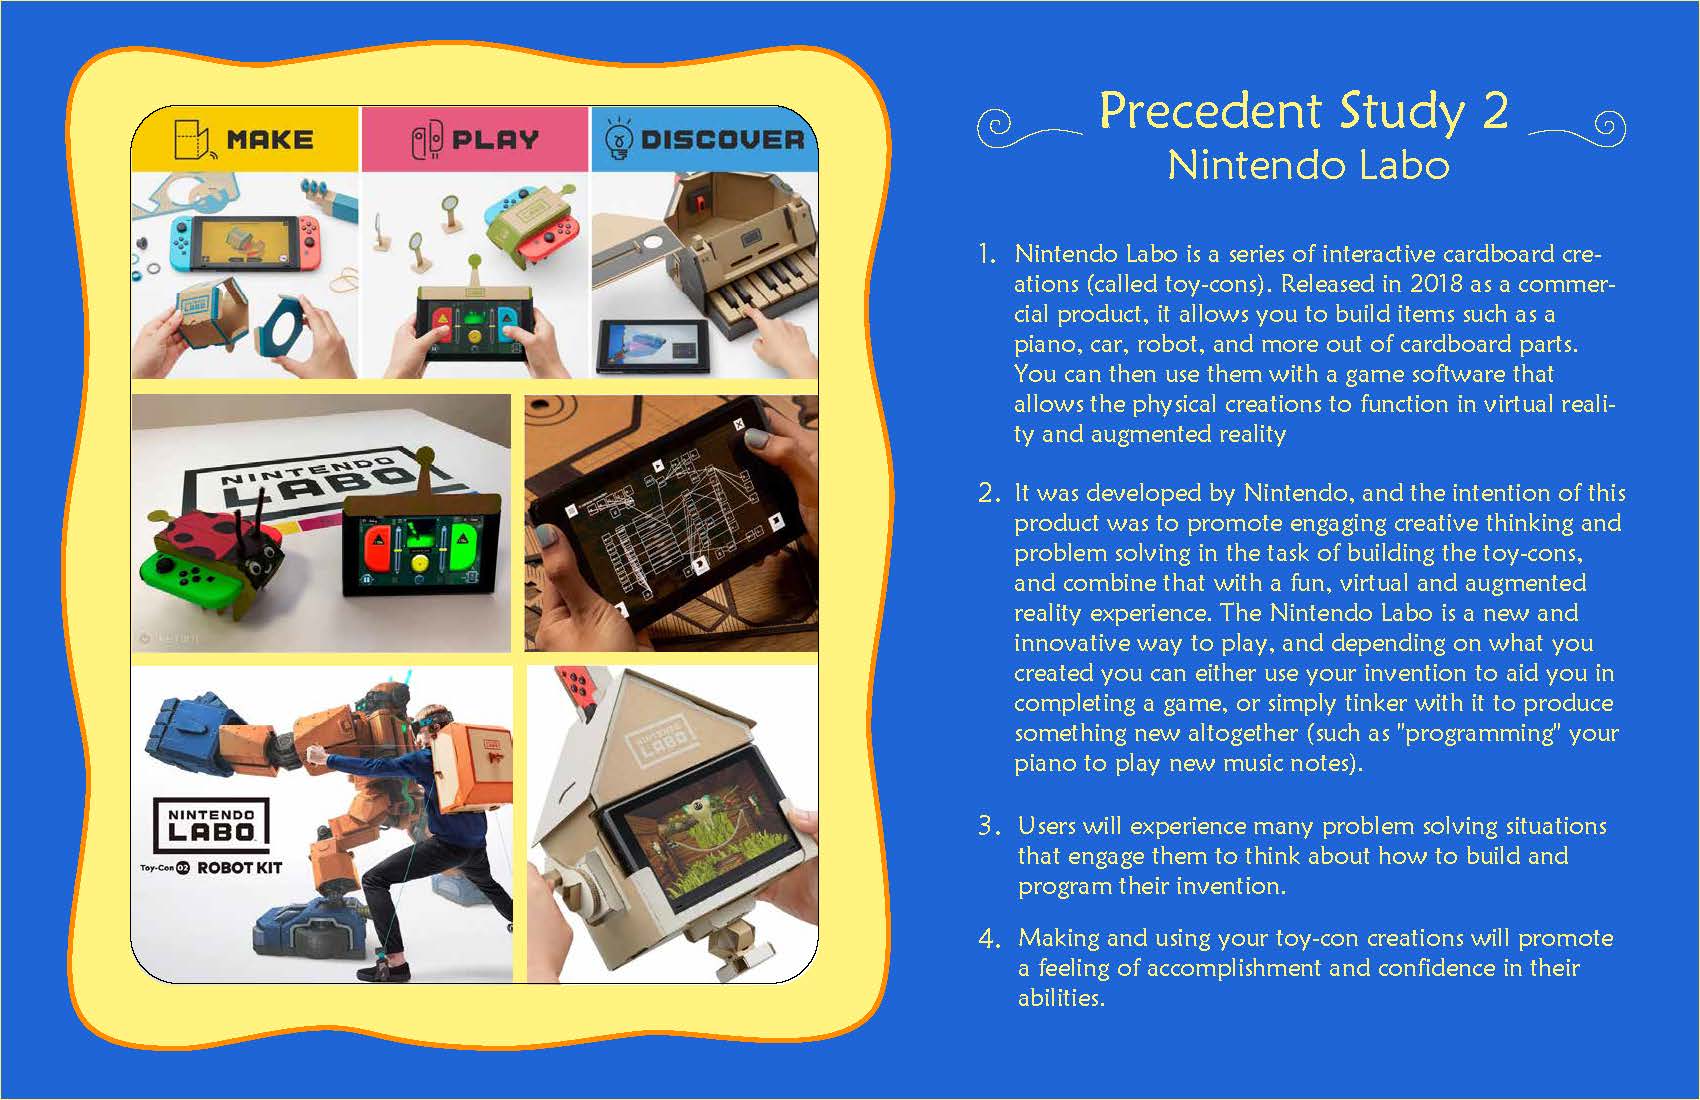 MAKE
PLAY
DISCOVER
NINTENDO
LABO
NINTENDO
LABO
Toy-Con 02 ROBOT KIT
NINTENDO
LABO
Precedent Study 2
Nintendo Labo
1. Nintendo Labo is a series of interactive cardboard cre-
ations (called toy-cons). Released in 2018 as a commer-
cial product, it allows you to build items such as a
piano, car, robot, and more out of cardboard parts.
You can then use them with a game software that
allows the physical creations to function in virtual reali-
ty and augmented reality
2. It was developed by Nintendo, and the intention of this
product was to promote engaging creative thinking and
problem solving in the task of building the toy-cons,
and combine that with a fun, virtual and augmented
reality experience. The Nintendo Labo is a new and
innovative way to play, and depending on what you
created you can either use your invention to aid you in
completing a game, or simply tinker with it to produce
something new altogether (such as "programming" your
piano to play new music notes).
3. Users will experience many problem solving situations
that engage them to think about how to build and
program their invention.
4. Making and using your toy-con creations will promote
a feeling of accomplishment and confidence in their
abilities.